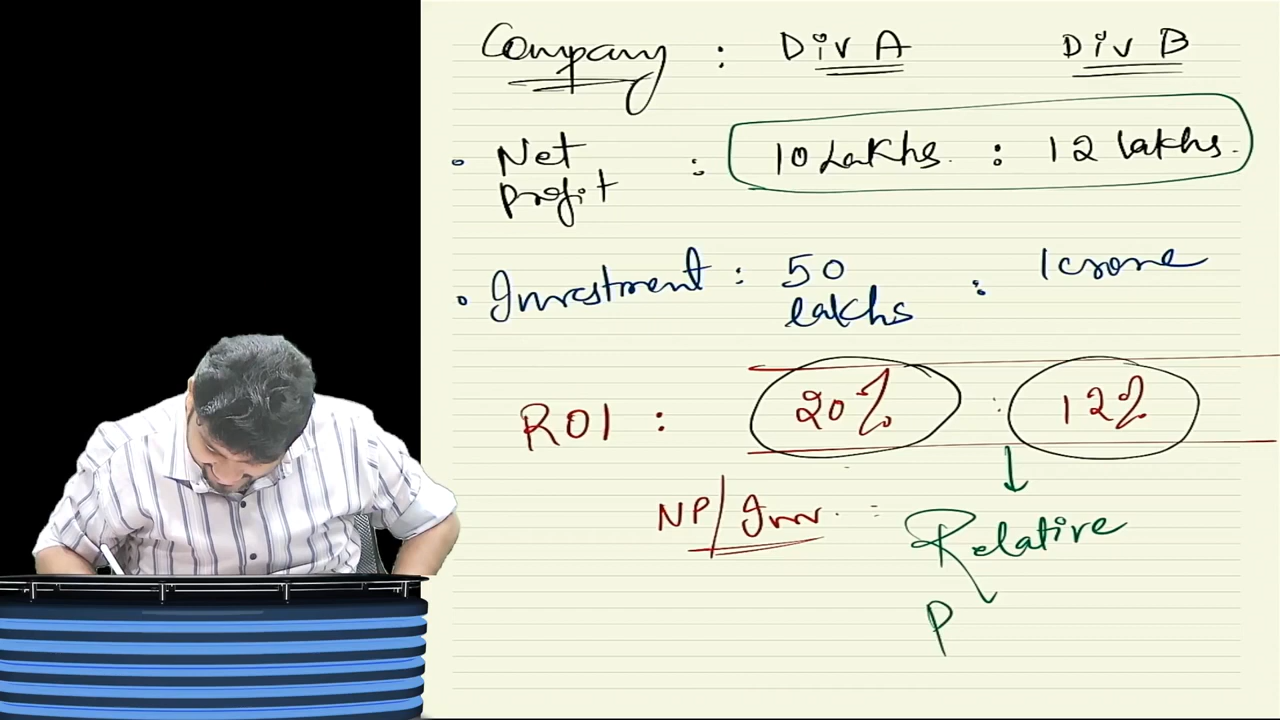 Company : Div A Div B
• Net Profit : 10 Lakhs. : 12 lakhs.
• Investment : 50 lakhs : 1 crore
ROI : 20% : 12%
NP/Inv. =
Relative
P